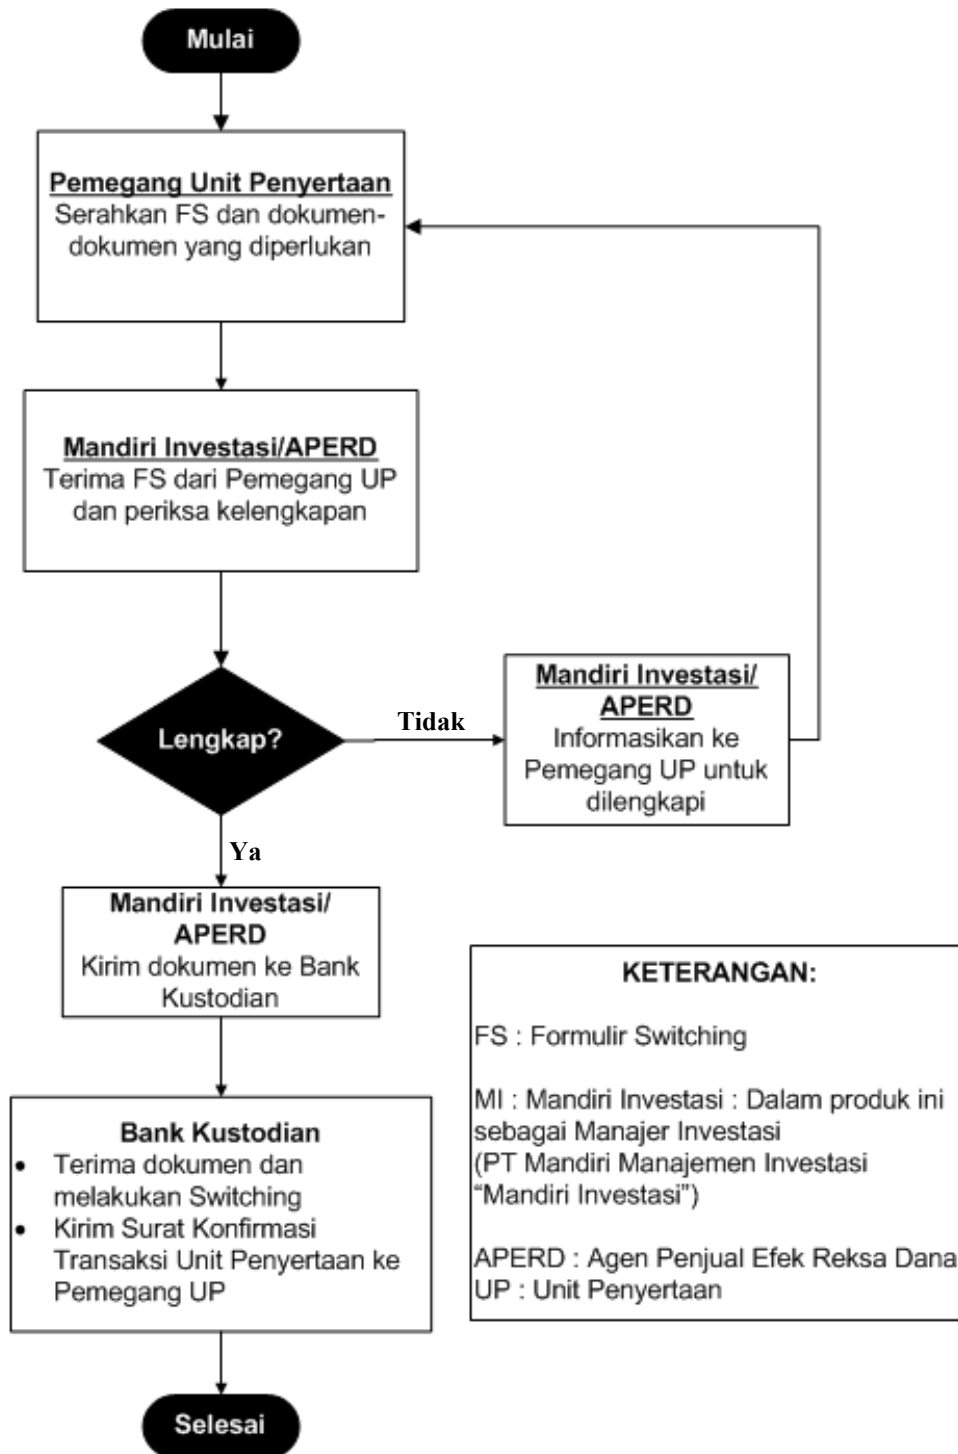 Mulai
Pemegang Unit Penyertaan
Serahkan FS dan dokumen-
dokumen yang diperlukan
Mandiri Investasi/APERD
Terima FS dari Pemegang UP
dan periksa kelengkapan
Lengkap?
Tidak
Mandiri Investasi/
APERD
Informasikan ke
Pemegang UP untuk
dilengkapi
Ya
Mandiri Investasi/
APERD
Kirim dokumen ke Bank
Kustodian
Bank Kustodian
• Terima dokumen dan
melakukan Switching
• Kirim Surat Konfirmasi
Transaksi Unit Penyertaan ke
Pemegang UP
Selesai
KETERANGAN:
FS : Formulir Switching
MI : Mandiri Investasi : Dalam produk ini
sebagai Manajer Investasi
(PT Mandiri Manajemen Investasi
“Mandiri Investasi”)
APERD : Agen Penjual Efek Reksa Dana
UP : Unit Penyertaan